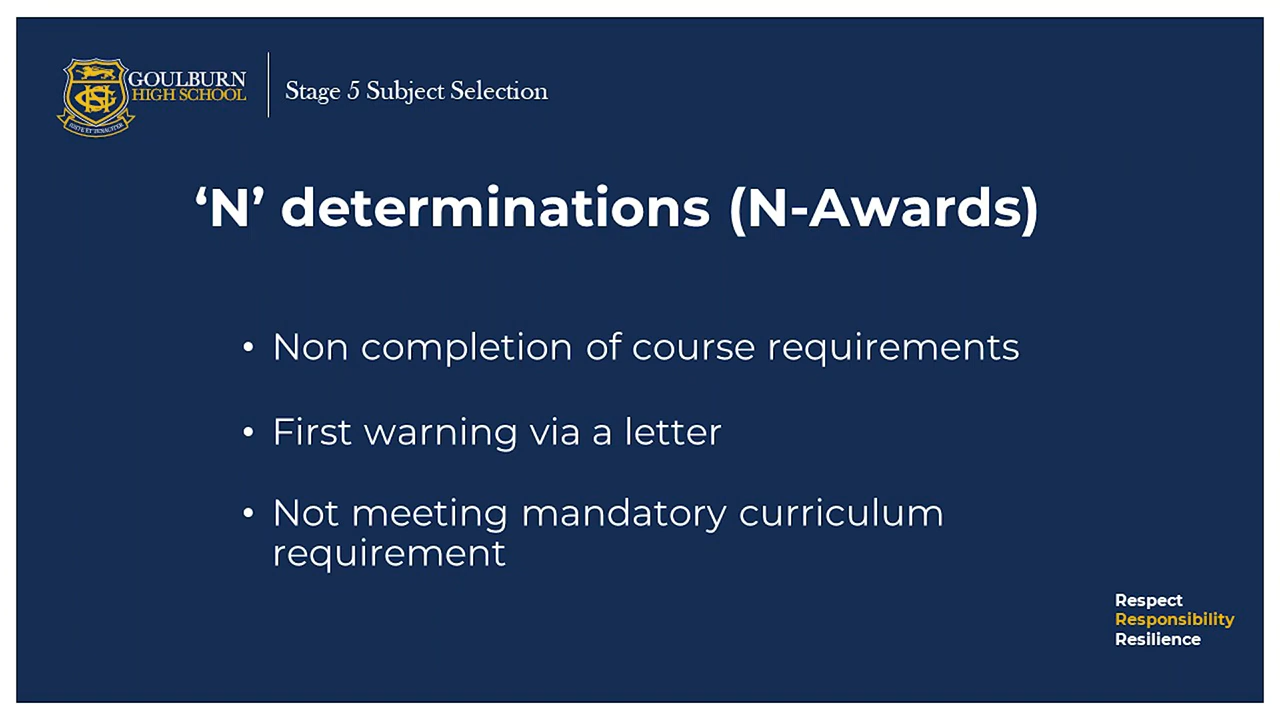 GOULBURN
HIGH SCHOOL
Stage 5 Subject Selection
‘N’ determinations (N-Awards)
• Non completion of course requirements
• First warning via a letter
• Not meeting mandatory curriculum
requirement
Respect
Responsibility
Resilience